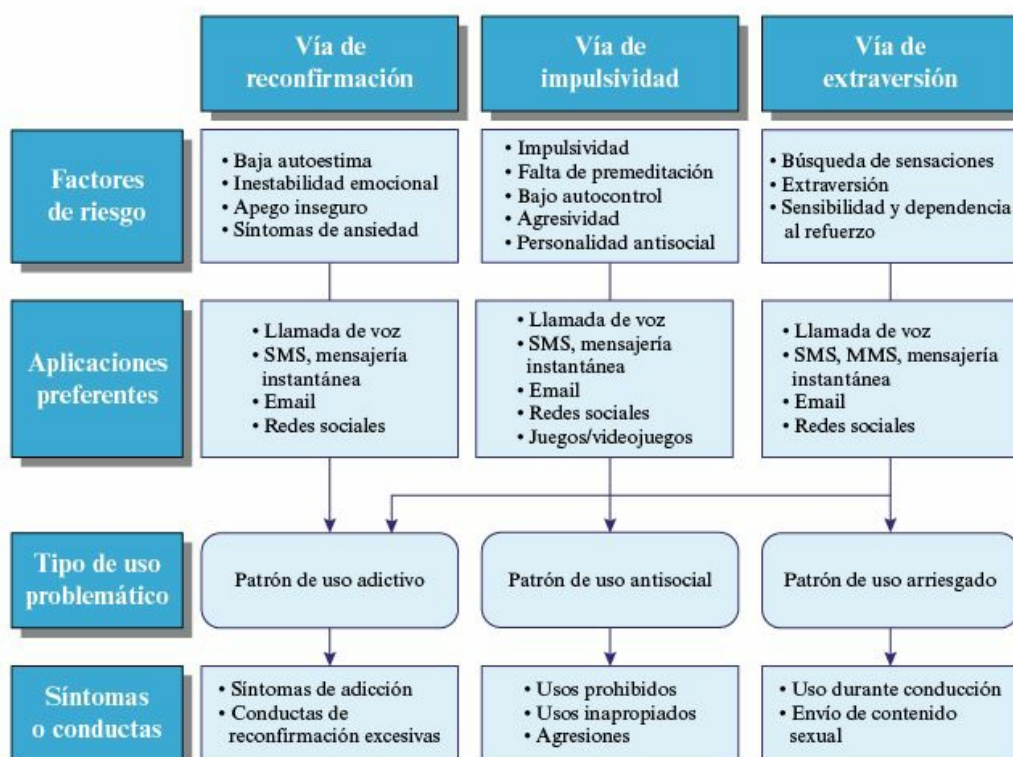 Vía de
reconfirmación
Vía de
impulsividad
Vía de
extraversión
Factores
de riesgo
• Baja autoestima
• Inestabilidad emocional
• Apego inseguro
• Síntomas de ansiedad
• Impulsividad
• Falta de premeditación
• Bajo autocontrol
• Agresividad
• Personalidad antisocial
• Búsqueda de sensaciones
• Extraversión
• Sensibilidad y dependencia
al refuerzo
Aplicaciones
preferentes
• Llamada de voz
• SMS, mensajería
instantánea
• Email
• Redes sociales
• Llamada de voz
• SMS, mensajería
instantánea
• Email
• Redes sociales
• Juegos/videojuegos
• Llamada de voz
• SMS, MMS, mensajería
instantánea
• Email
• Redes sociales
Tipo de uso
problemático
Patrón de uso adictivo
Patrón de uso antisocial
Patrón de uso arriesgado
Síntomas
o conductas
• Síntomas de adicción
• Conductas de
reconfirmación excesivas
• Usos prohibidos
• Usos inapropiados
• Agresiones
• Uso durante conducción
• Envío de contenido
sexual